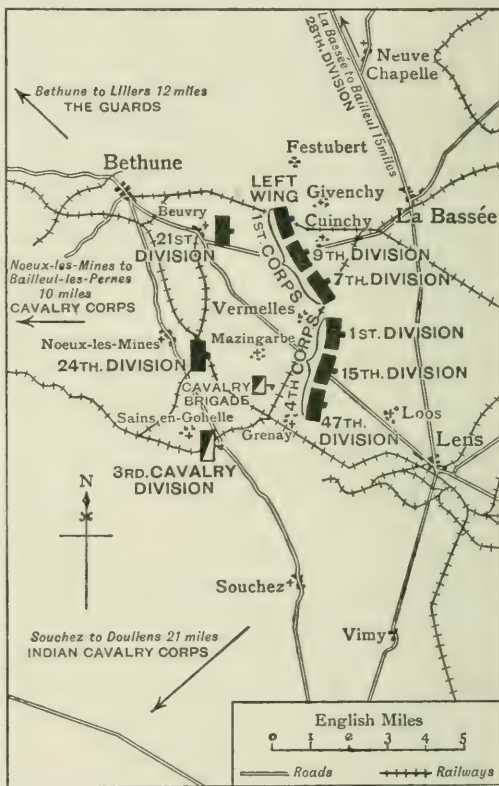 La Bassée to Bailleul 15 miles
28TH. DIVISION
Neuve
Chapelle
Bethune to Lillers 12 miles
THE GUARDS
Festubert
Bethune
LEFT
WING
Givenchy
Cuinchy
La Bassée
Beuvry
21ST.
DIVISION
1ST. CORPS
9TH. DIVISION
7TH. DIVISION
Noeux-les-Mines to
Bailleul-les-Pernes
10 miles
CAVALRY CORPS
Vermelles
Noeux-les-Mines
Mazingarbe
24TH. DIVISION
4TH CORPS
1ST. DIVISION
15TH. DIVISION
CAVALRY
BRIGADE
Sains-en-Gohelle
Grenay
47TH.
DIVISION
Loos
Lens
3RD. CAVALRY
DIVISION
N
Souchez
Vimy
Souchez to Doullens 21 miles
INDIAN CAVALRY CORPS
English Miles
0 1 2 3 4 5
Roads
Railways